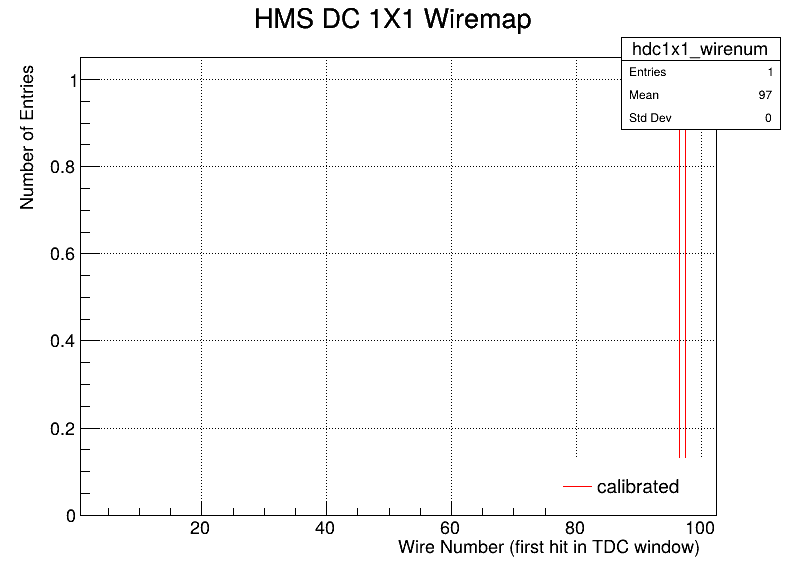 HMS DC 1X1 Wiremap
hdc1x1_wirenum
Entries 1
Mean 97
Std Dev 0
Number of Entries
1
0.8
0.6
0.4
0.2
0
calibrated
20 40 60 80 100
Wire Number (first hit in TDC window)